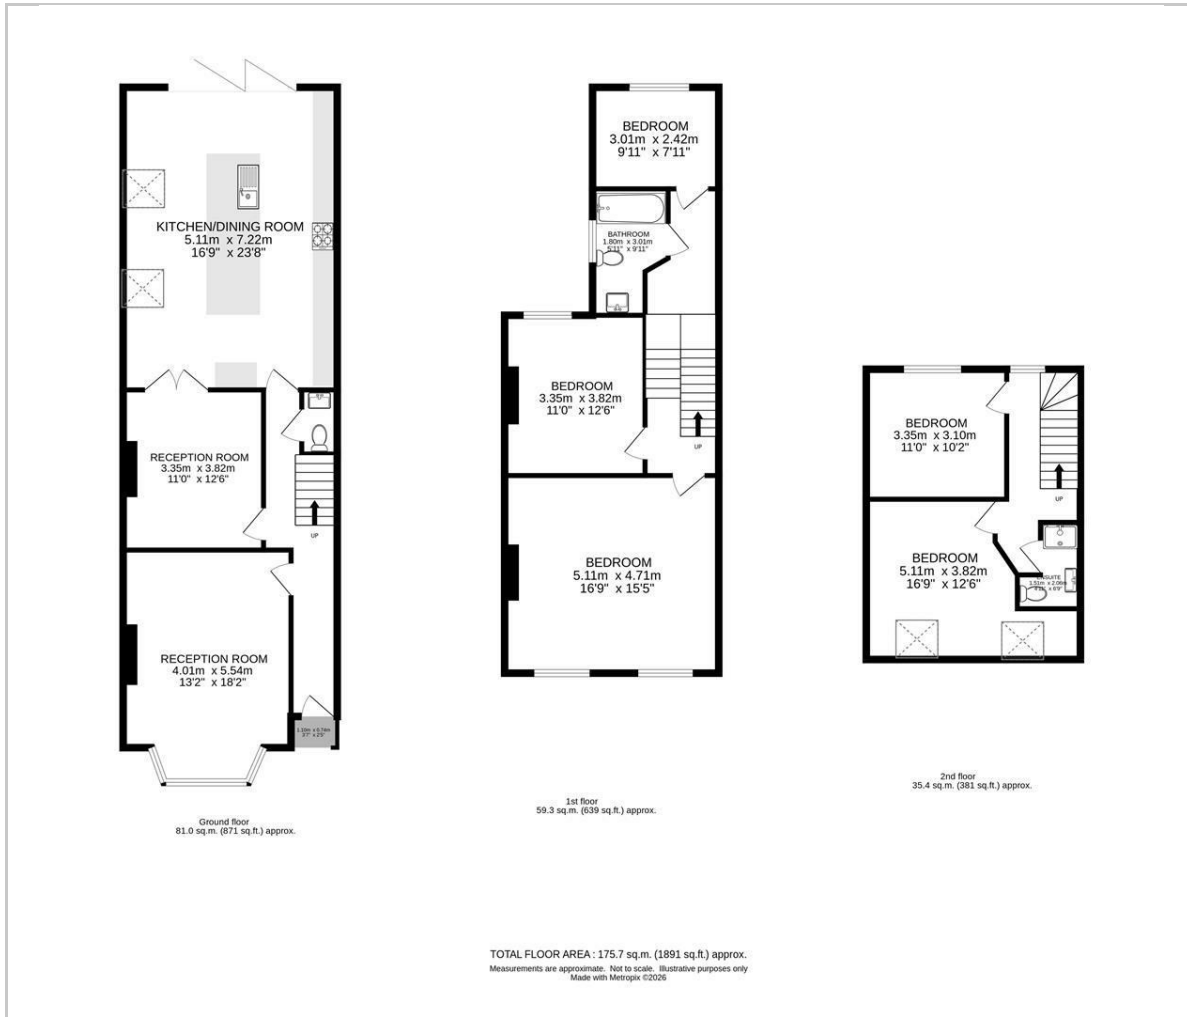 KITCHEN/DINING ROOM
5.11m x 7.22m
16'9" x 23'8"
RECEPTION ROOM
3.35m x 3.82m
11'0" x 12'6"
UP
RECEPTION ROOM
4.01m x 5.54m
13'2" x 18'2"
Ground floor
81.0 sq.m. (871 sq.ft.) approx.
BEDROOM
3.01m x 2.42m
9'11" x 7'11"
BATHROOM
1.80m x 3.01m
5'11" x 9'11"
BEDROOM
3.35m x 3.82m
11'0" x 12'6"
UP
BEDROOM
5.11m x 4.71m
16'9" x 15'5"
1st floor
59.3 sq.m. (639 sq.ft.) approx.
BEDROOM
3.35m x 3.10m
11'0" x 10'2"
UP
BEDROOM
5.11m x 3.82m
16'9" x 12'6"
ENSUITE
1.51m x 2.06m
x 6'9"
2nd floor
35.4 sq.m. (381 sq.ft.) approx.
TOTAL FLOOR AREA : 175.7 sq.m. (1891 sq.ft.) approx.
Measurements are approximate. Not to scale. Illustrative purposes only
Made with Metropix ©2026